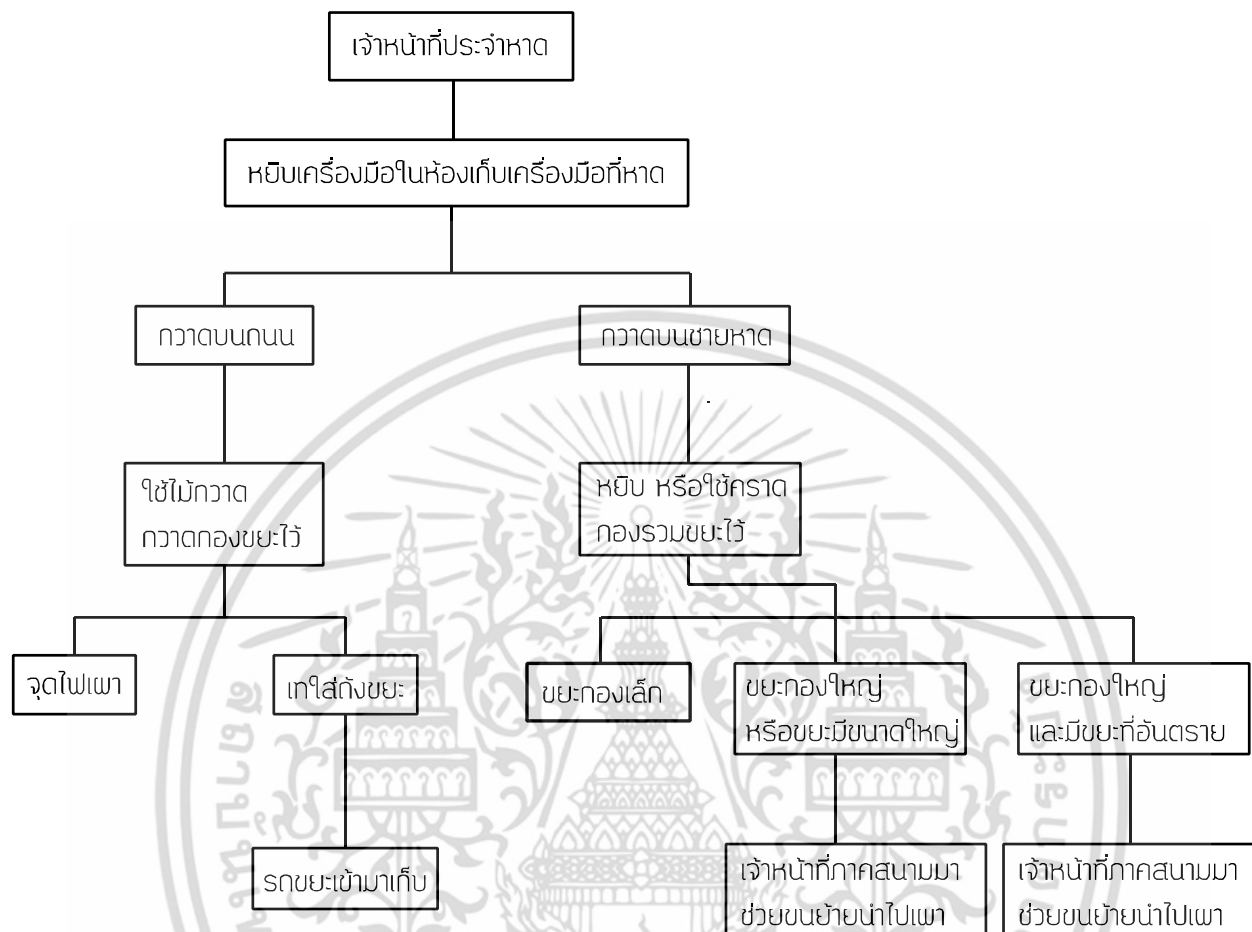 เจ้าหน้าที่ประจำหาด
หยิบเครื่องมือในห้องเก็บเครื่องมือที่หาด
กวาดบนถนน
กวาดบนชายหาด
ใช้ไม้กวาด
กวาดกองขยะไว้
หยิบ หรือใช้คราด
กองรวมขยะไว้
จุดไฟเผา
เทใส่ถังขยะ
ขยะกองเล็ก
ขยะกองใหญ่
หรือขยะมีขนาดใหญ่
ขยะกองใหญ่
และมีขยะที่อันตราย
รถขยะเข้ามาเก็บ
เจ้าหน้าที่ภาคสนามมา
ช่วยขนย้ายนำไปเผา
เจ้าหน้าที่ภาคสนามมา
ช่วยขนย้ายนำไปเผา